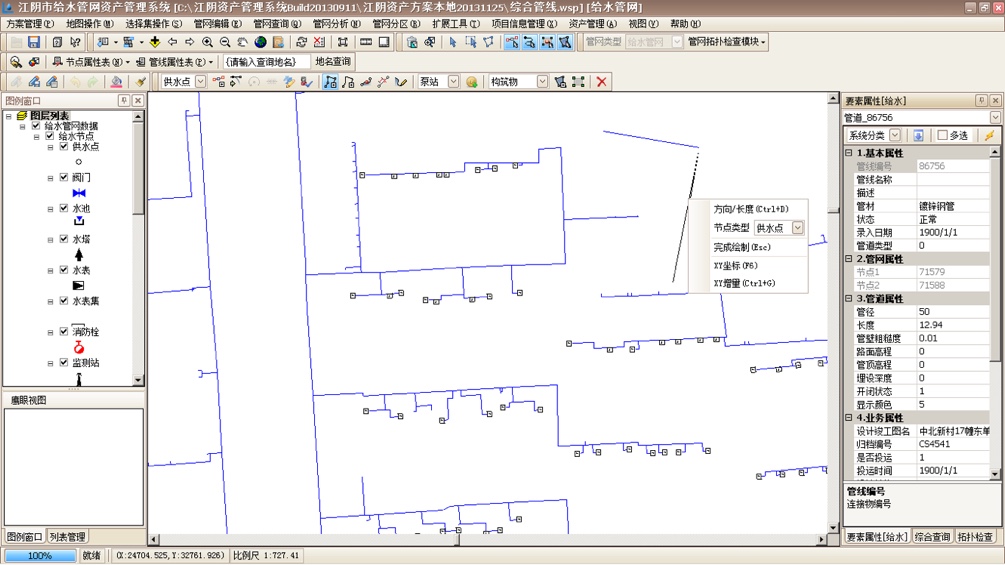 江阴市给水管网资产管理系统 [C:\ 江阴资产管理系统Build20130911\江阴资产方案本地20131125\综合管线.wsp] - [给水管网]
方案管理(P) 地图操作(M) 选择集操作(S) 管网编辑(E) 管网查询(Q) 管网分析(N) 管网分区(B) 扩展工具(T) 项目信息管理(X) 资产管理(A) 视图(V) 帮助(H)
管网类型 给水管网 管网拓扑检查模块
节点属性表(N) 管线属性表(P) {请输入查询地名} 地名查询
供水点 泵站 构筑物
图例窗口
图层列表
给水管网数据
给水节点
供水点
阀门
水池
水塔
水表
水表集
消防栓
监测站
鹰眼视图
图例窗口 列表管理
方向/长度(Ctrl+D)
节点类型 供水点
完成绘制(Esc)
XY坐标(F6)
XY增量(Ctrl+G)
要素属性[给水]
管道_86756
系统分类 多选
1.基本属性
管线编号 86756
管线名称
描述
管材 镀锌钢管
状态 正常
录入日期 1900/1/1
管道类型 0
2.管网属性
节点1 71579
节点2 71588
3.管道属性
管径 50
长度 12.94
管壁粗糙度 0.01
路面高程 0
管顶高程 0
埋设深度 0
开闭状态 1
显示颜色 5
4.业务属性
设计竣工图名 中北新村17幢东单
归档编号 CS4541
是否投运 1
投运时间 1900/1/1
管线编号
连接物编号
要素属性[给水] 综合查询 拓扑检查
100% 就绪 (X:24704.525,Y:32761.926) 比例尺 1:727.41